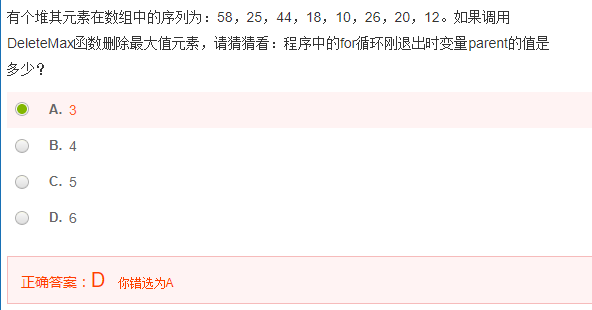 有个堆其元素在数组中的序列为：58，25，44，18，10，26，20，12。如果调用
DeleteMax函数删除最大值元素，请猜猜看：程序中的for循环刚退出时变量parent的值是
多少？
A. 3
B. 4
C. 5
D. 6
正确答案：D 你错选为A